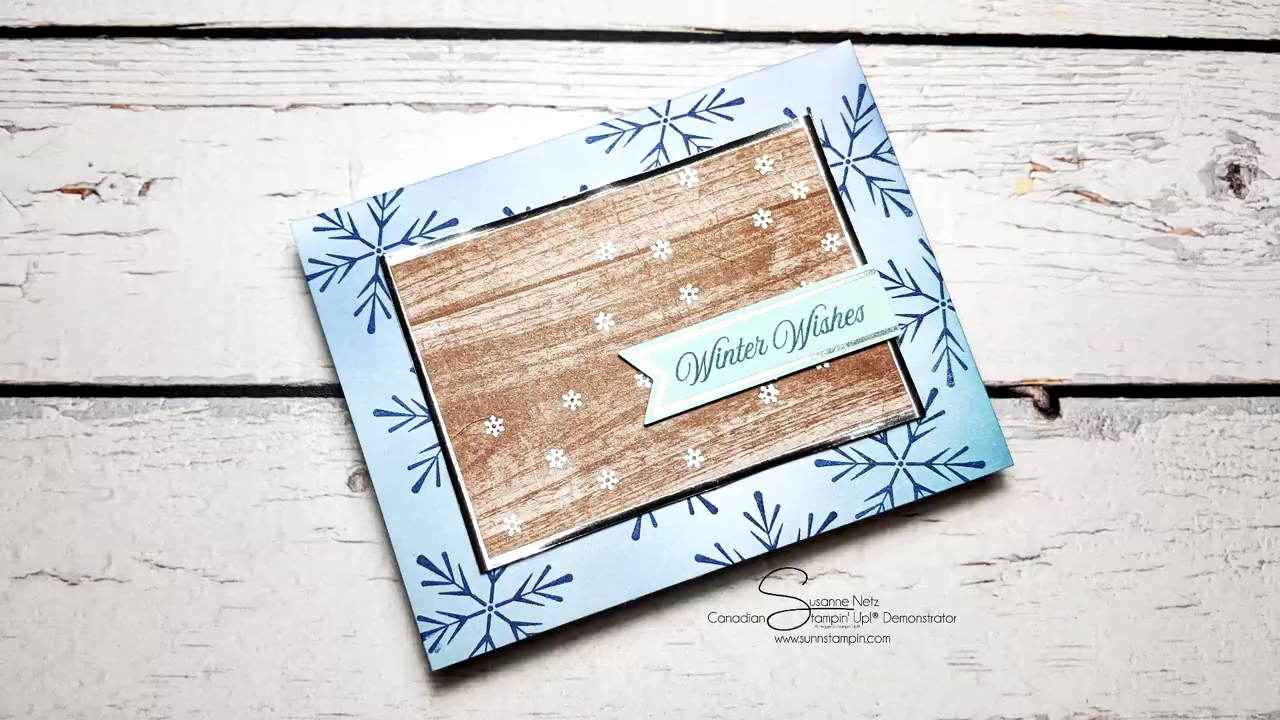 Winter Wishes
Susanne Netz
Canadian Stampin' Up!® Demonstrator
www.sunnstampin.com